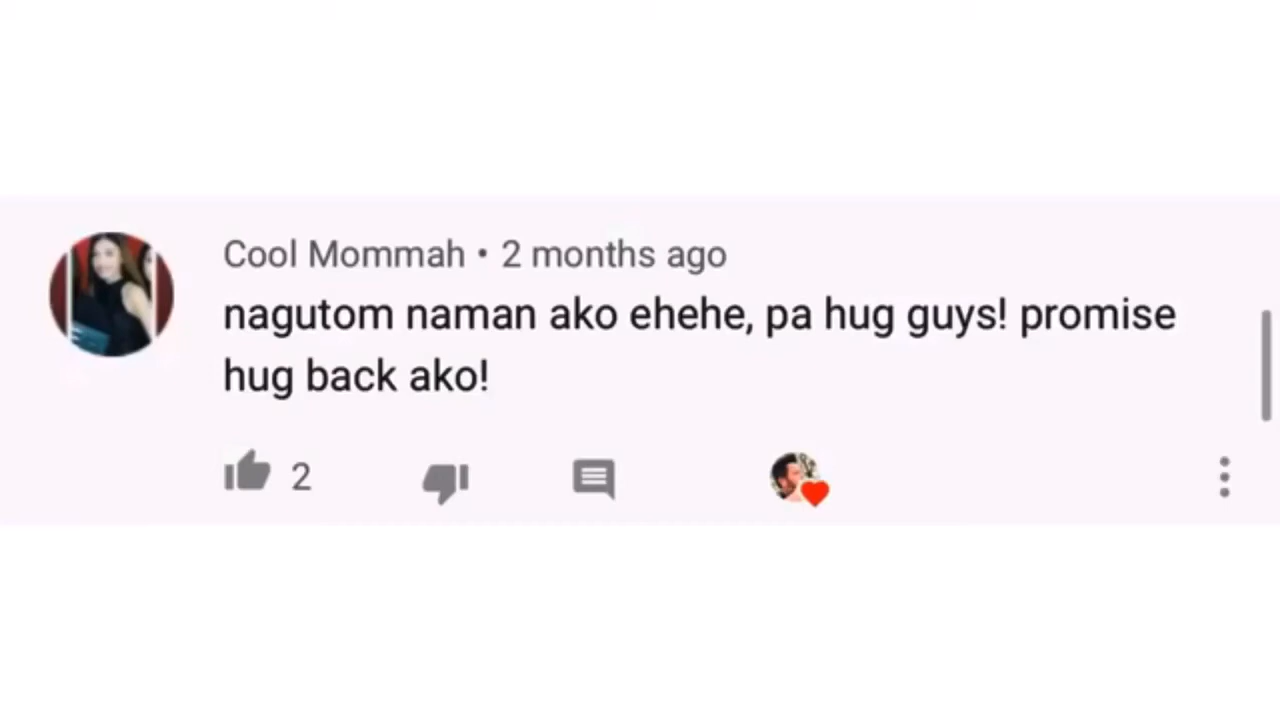 Cool Mommah • 2 months ago
nagutom naman ako ehehe, pa hug guys! promise
hug back ako!
2